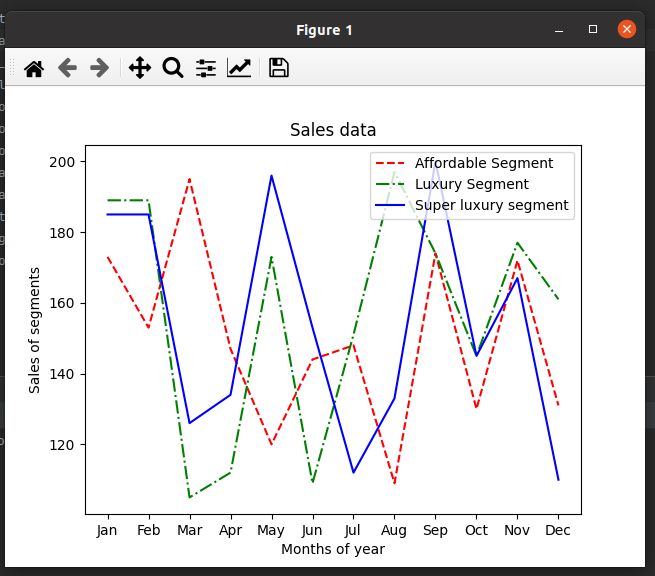 Figure 1
Sales data
Affordable Segment
Luxury Segment
Super luxury segment
200
180
160
140
120
Sales of segments
Jan Feb Mar Apr May Jun Jul Aug Sep Oct Nov Dec
Months of year